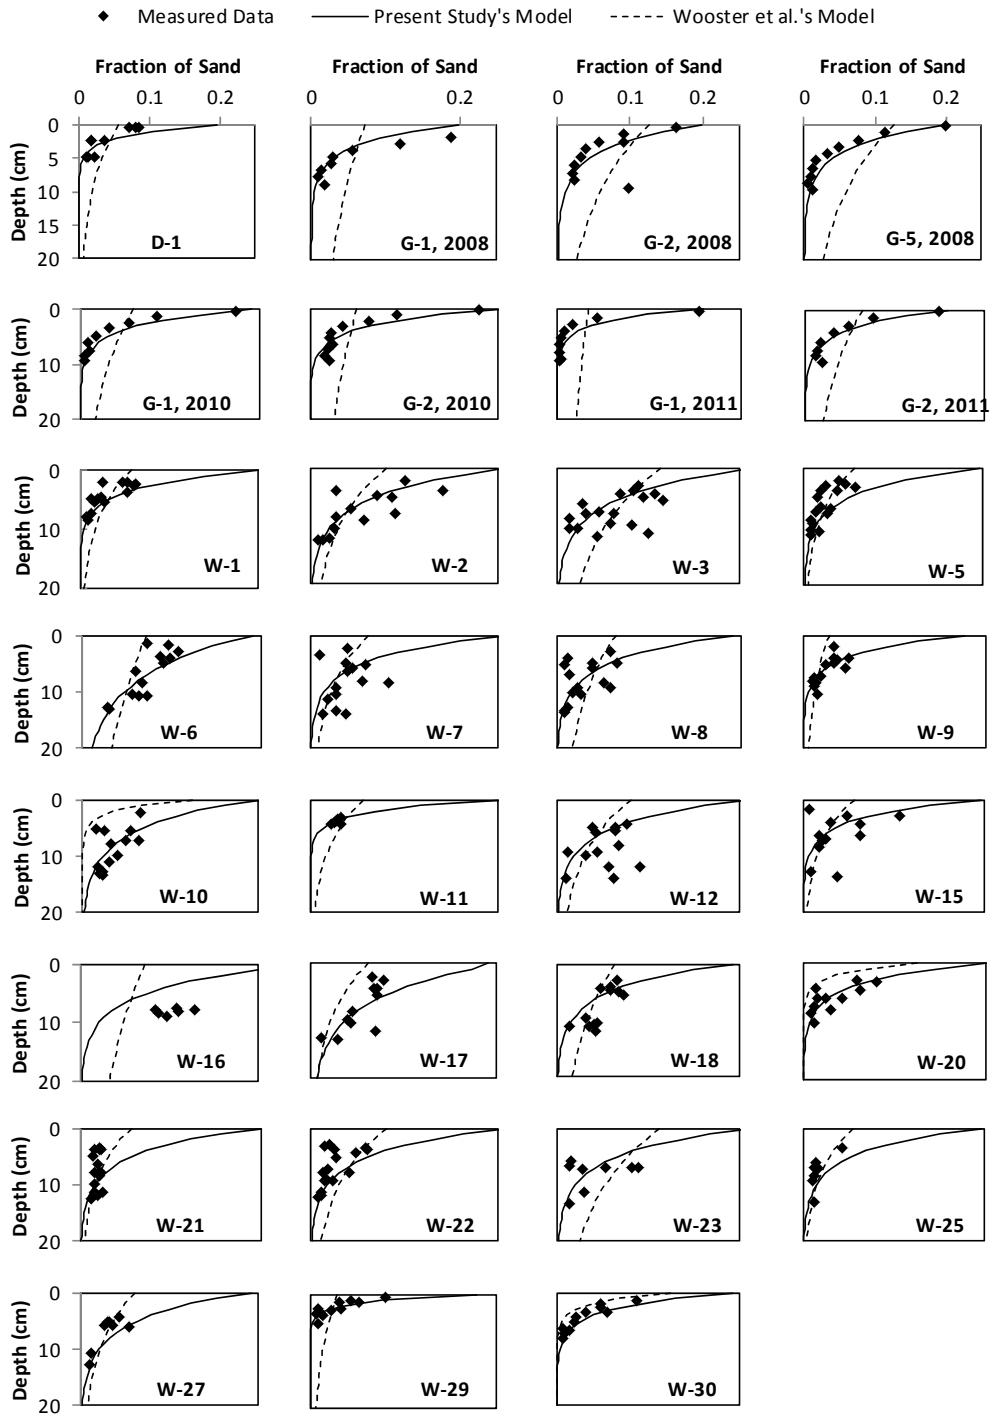 Measured Data Present Study's Model Wooster et al.'s Model
Fraction of Sand Fraction of Sand Fraction of Sand Fraction of Sand
0 0.1 0.2 0 0.2 0 0.1 0.2 0 0.1 0.2
0
5
10
15
20
Depth (cm)
D-1 G-1, 2008 G-2, 2008 G-5, 2008
0
10
20
Depth (cm)
G-1, 2010 G-2, 2010 G-1, 2011 G-2, 2011
0
10
20
Depth (cm)
W-1 W-2 W-3 W-5
0
10
20
Depth (cm)
W-6 W-7 W-8 W-9
0
10
20
Depth (cm)
W-10 W-11 W-12 W-15
0
10
20
Depth (cm)
W-16 W-17 W-18 W-20
0
10
20
Depth (cm)
W-21 W-22 W-23 W-25
0
10
20
Depth (cm)
W-27 W-29 W-30